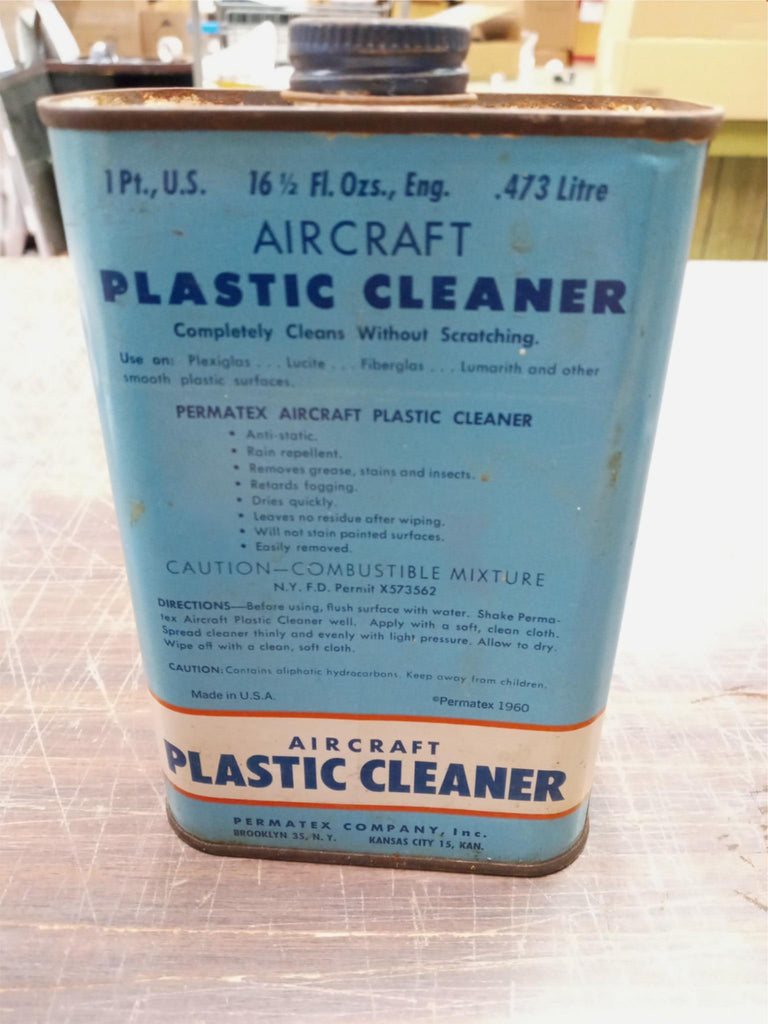 1 Pt., U.S. 16 ½ Fl. Ozs., Eng. .473 Litre
AIRCRAFT
PLASTIC CLEANER
Completely Cleans Without Scratching.
Use on: Plexiglas . . . Lucite . . . Fiberglas . . . Lumarith and other
smooth plastic surfaces.
PERMATEX AIRCRAFT PLASTIC CLEANER
• Anti-static.
• Rain repellent.
• Removes grease, stains and insects.
• Retards fogging.
• Dries quickly.
• Leaves no residue after wiping.
• Will not stain painted surfaces.
• Easily removed.
CAUTION—COMBUSTIBLE MIXTURE
N.Y. F.D. Permit X573562
DIRECTIONS—Before using, flush surface with water. Shake Perma-
tex Aircraft Plastic Cleaner well. Apply with a soft, clean cloth.
Spread cleaner thinly and evenly with light pressure. Allow to dry.
Wipe off with a clean, soft cloth.
CAUTION: Contains aliphatic hydrocarbons. Keep away from children.
Made in U.S.A. ©Permatex 1960
AIRCRAFT
PLASTIC CLEANER
PERMATEX COMPANY, Inc.
BROOKLYN 35, N.Y. KANSAS CITY 15, KAN.